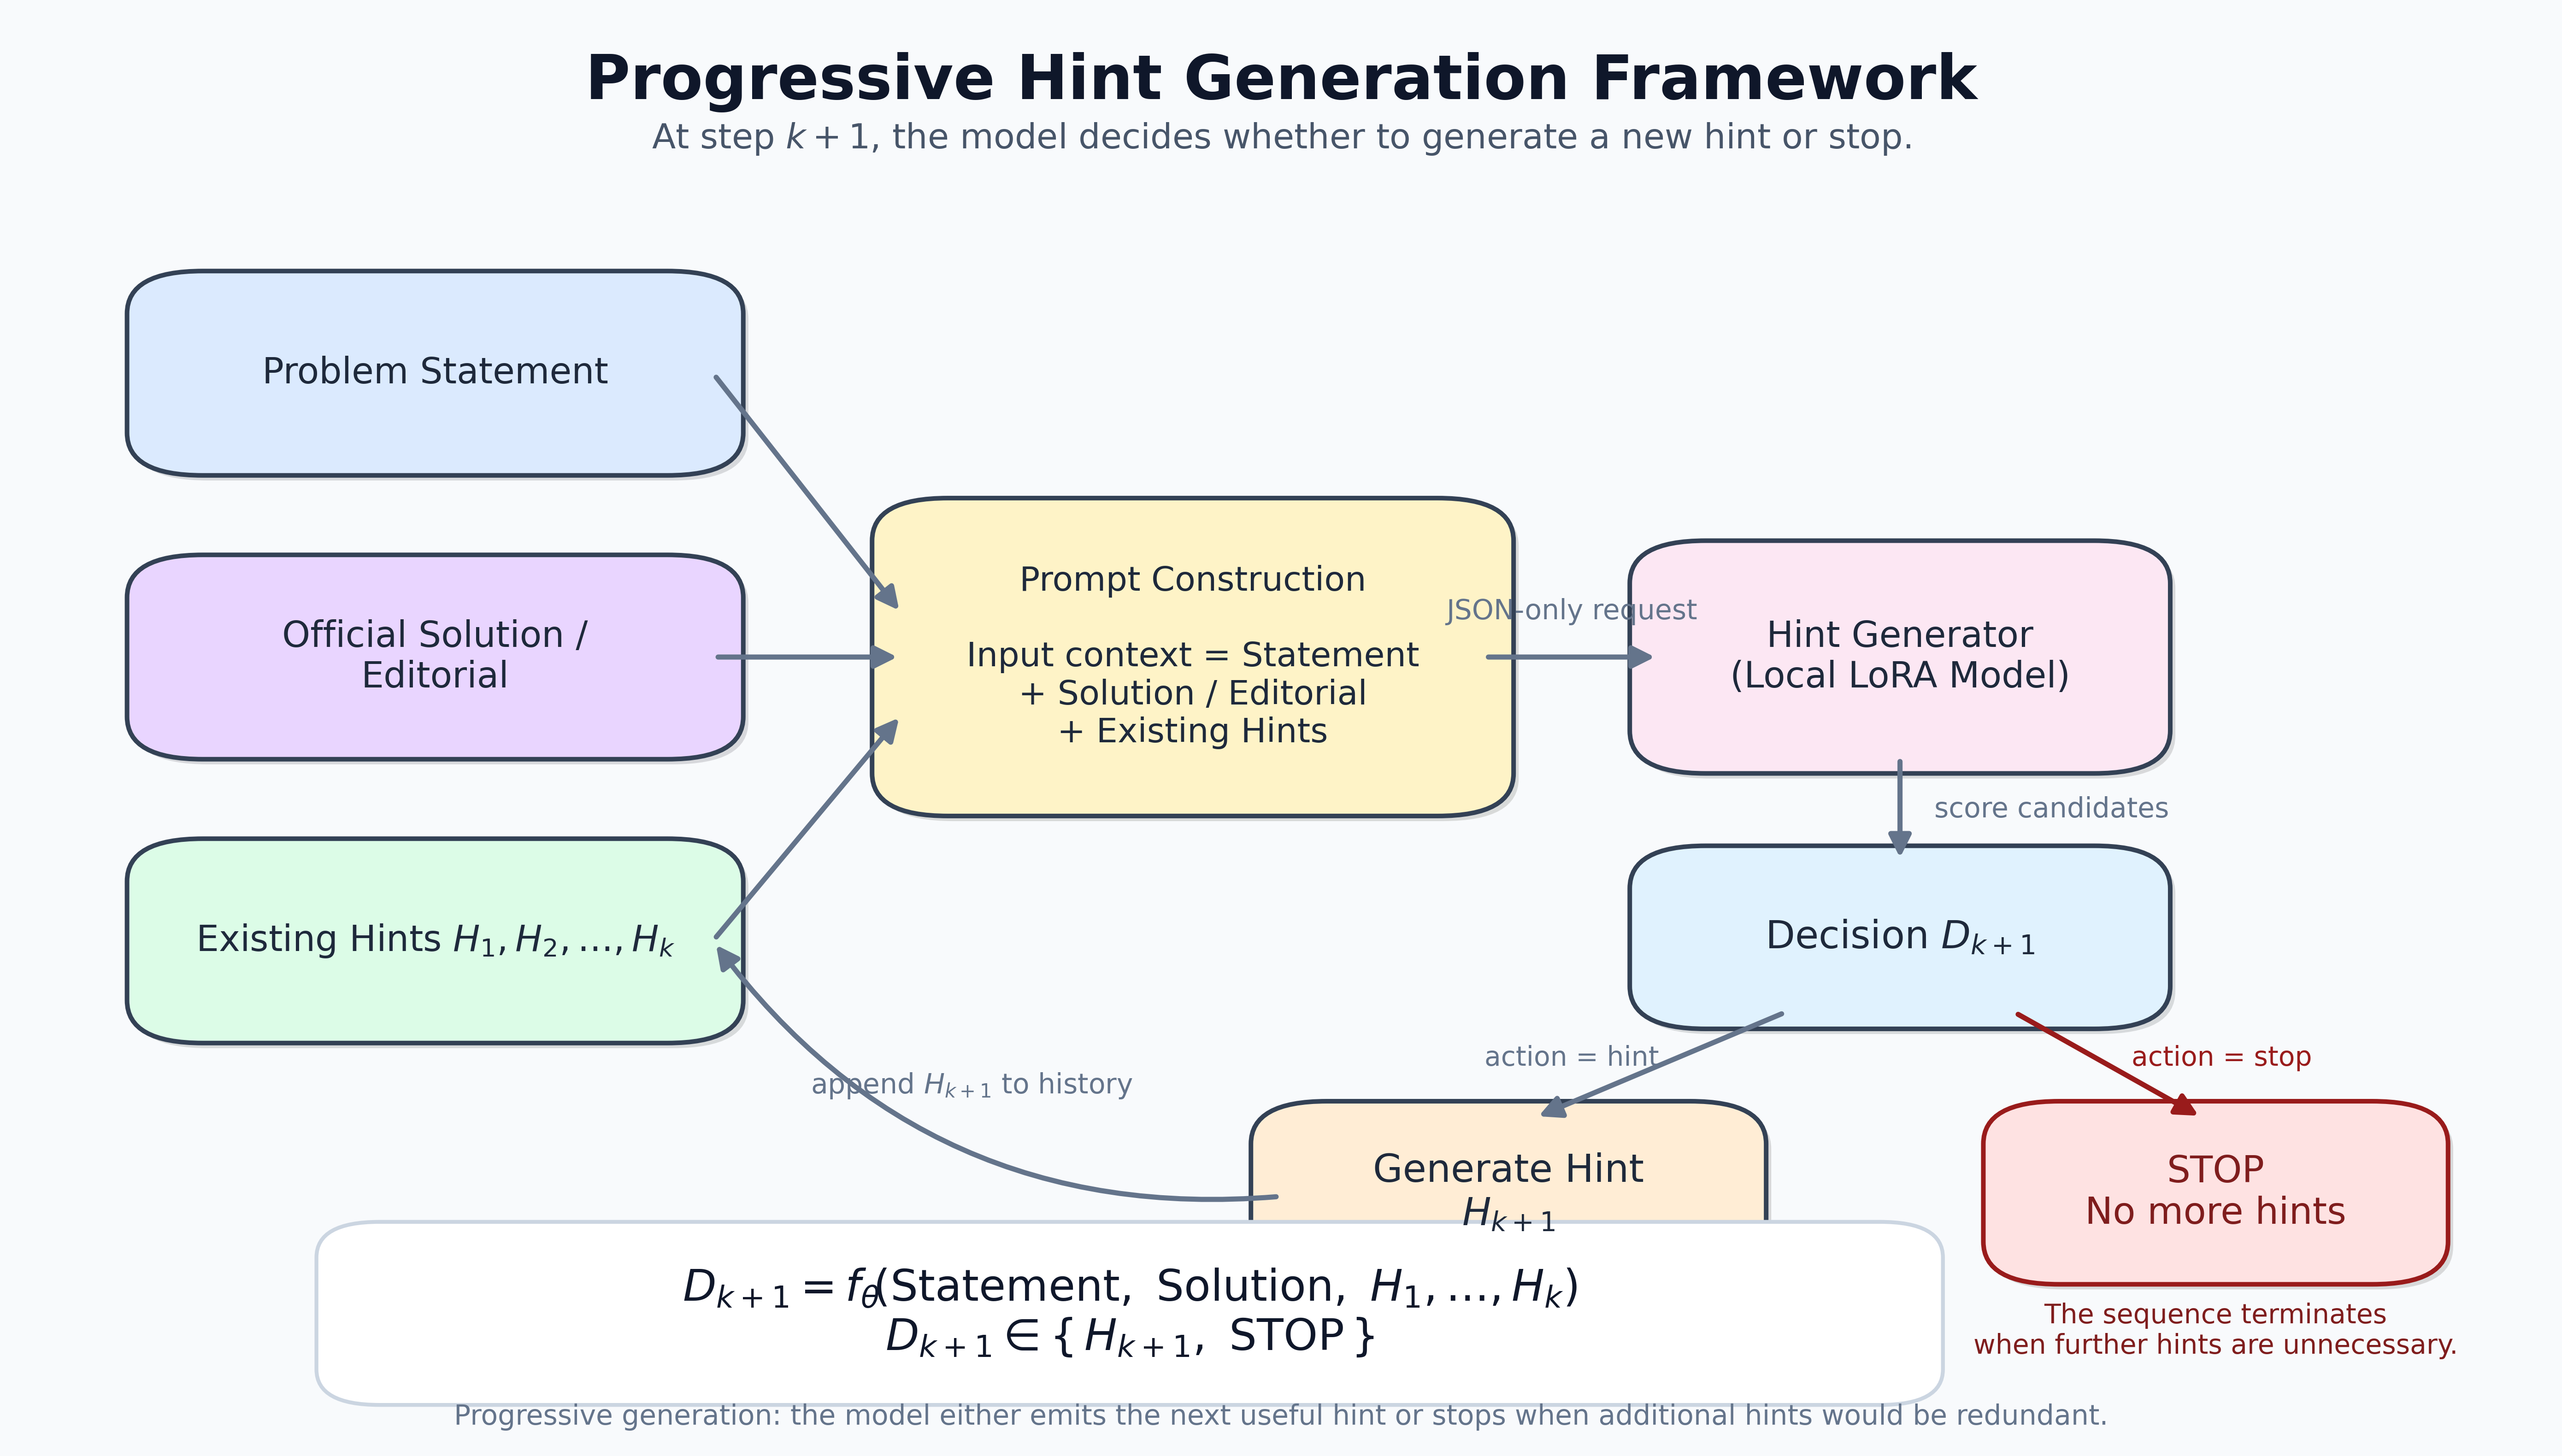 Progressive Hint Generation Framework
At step k + 1, the model decides whether to generate a new hint or stop.
Problem Statement
Official Solution /
Editorial
Existing Hints H₁, H₂, ..., Hₖ
Prompt Construction
Input context = Statement
+ Solution / Editorial
+ Existing Hints
JSON-only request
Hint Generator
(Local LoRA Model)
score candidates
Decision Dₖ₊₁
action = hint
action = stop
append Hₖ₊₁ to history
Generate Hint
Hₖ₊₁
STOP
No more hints
The sequence terminates
when further hints are unnecessary.
Dₖ₊₁ = f_θ(Statement, Solution, H₁, ..., Hₖ)
Dₖ₊₁ ∈ { Hₖ₊₁, STOP }
Progressive generation: the model either emits the next useful hint or stops when additional hints would be redundant.